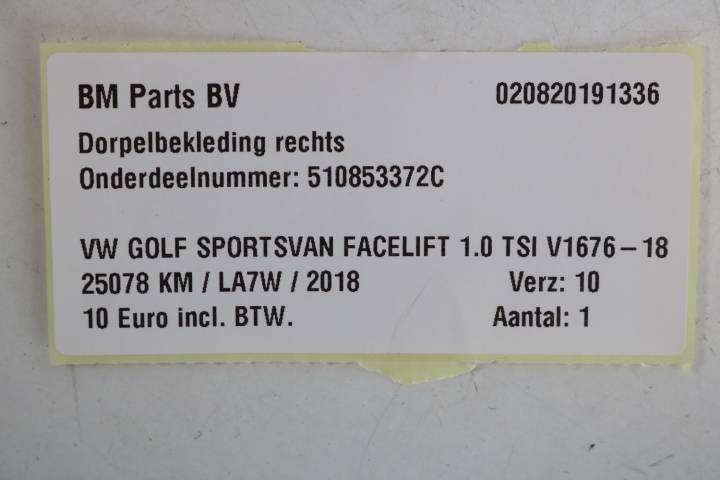 BM Parts BV 020820191336
Dorpelbekleding rechts
Onderdeelnummer: 510853372C
VW GOLF SPORTSVAN FACELIFT 1.0 TSI V1676-18
25078 KM / LA7W / 2018 Verz: 10
10 Euro incl. BTW. Aantal: 1